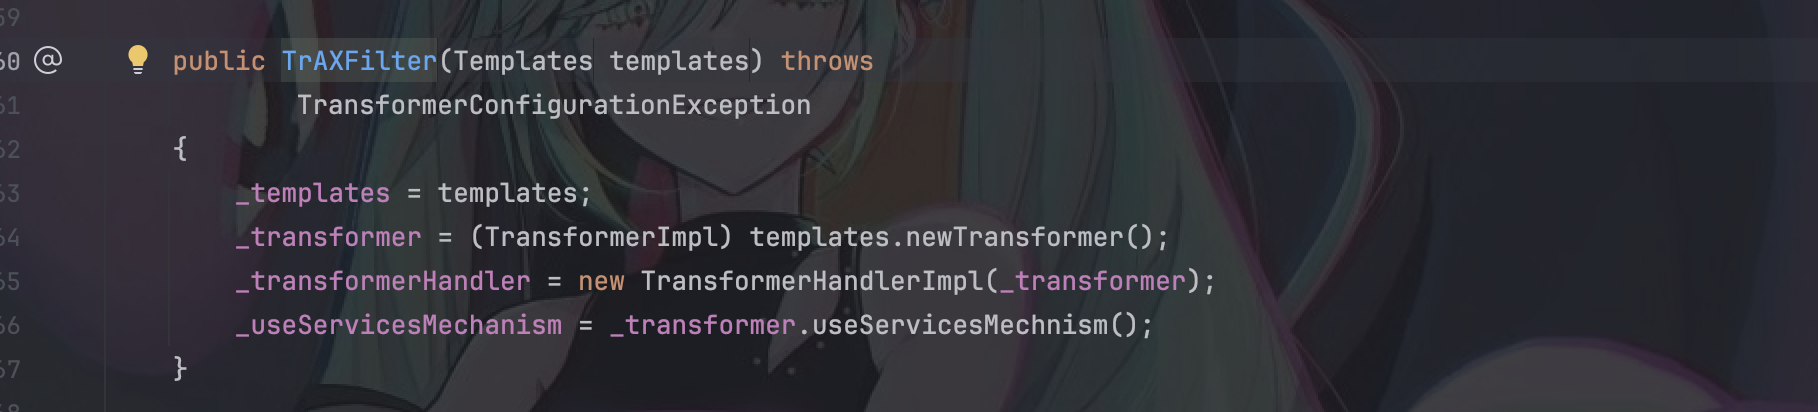 59
60 @ public TrAXFilter(Templates templates) throws
61 TransformerConfigurationException
62 {
63 _templates = templates;
64 _transformer = (TransformerImpl) templates.newTransformer();
65 _transformerHandler = new TransformerHandlerImpl(_transformer);
66 _useServicesMechanism = _transformer.useServicesMechnism();
67 }
68